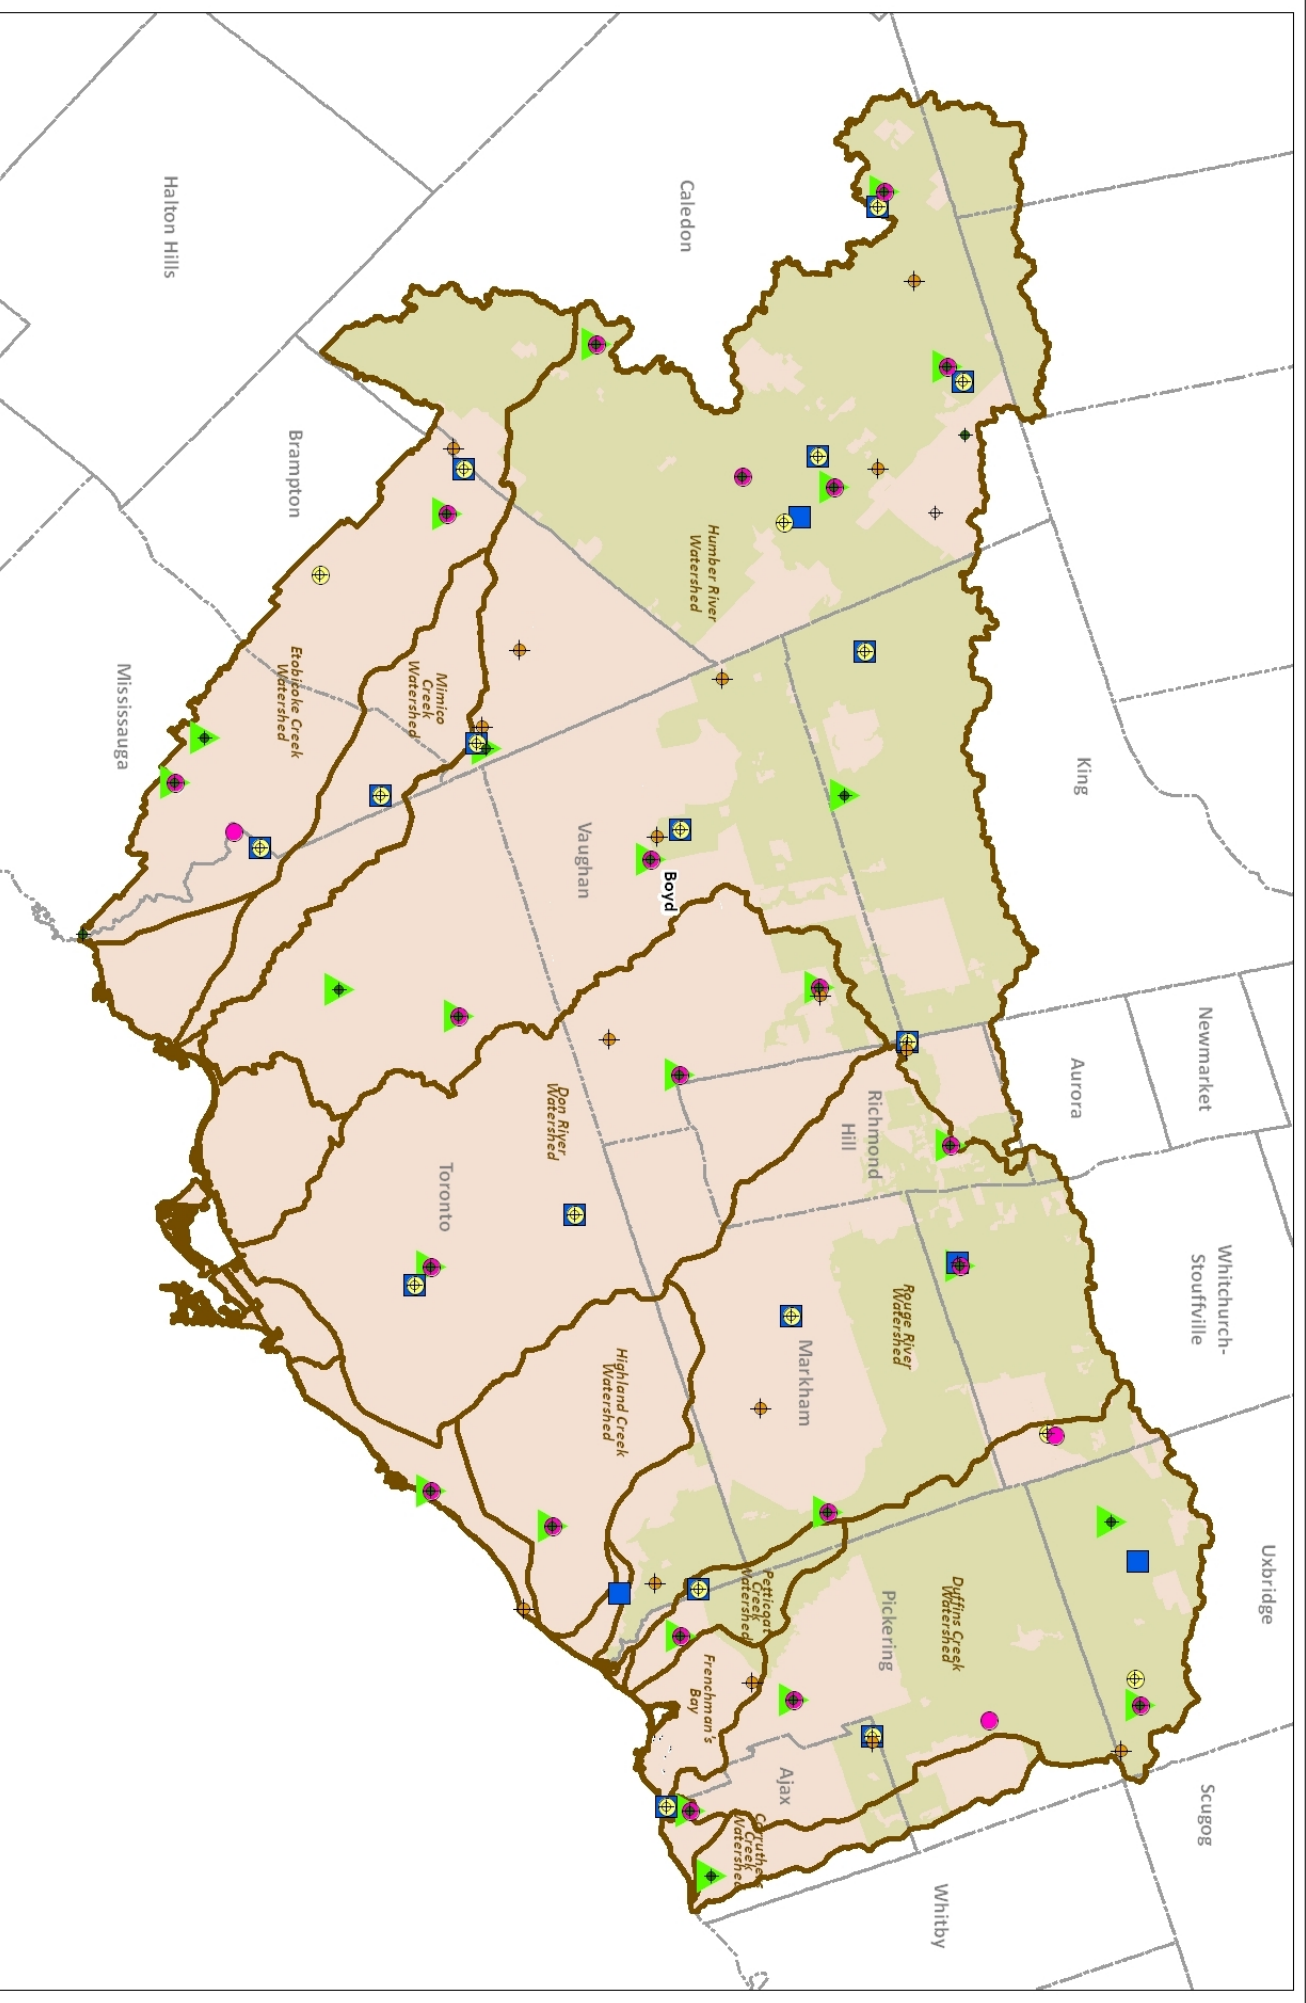 Halton Hills
Caledon
Brampton
Mississauga
Etobicoke Creek
Watershed
Mimico
Creek
Watershed
Humber River
Watershed
King
Vaughan
Boyd
Newmarket
Aurora
Richmond
Hill
Don River
Watershed
Toronto
Whitchurch-
Stouffville
Rouge River
Watershed
Markham
Highland Creek
Watershed
Uxbridge
Petticoat
Creek
Watershed
Pickering
Duffins Creek
Watershed
Frenchman's
Bay
Ajax
Carruthers
Creek
Watershed
Scugog
Whitby